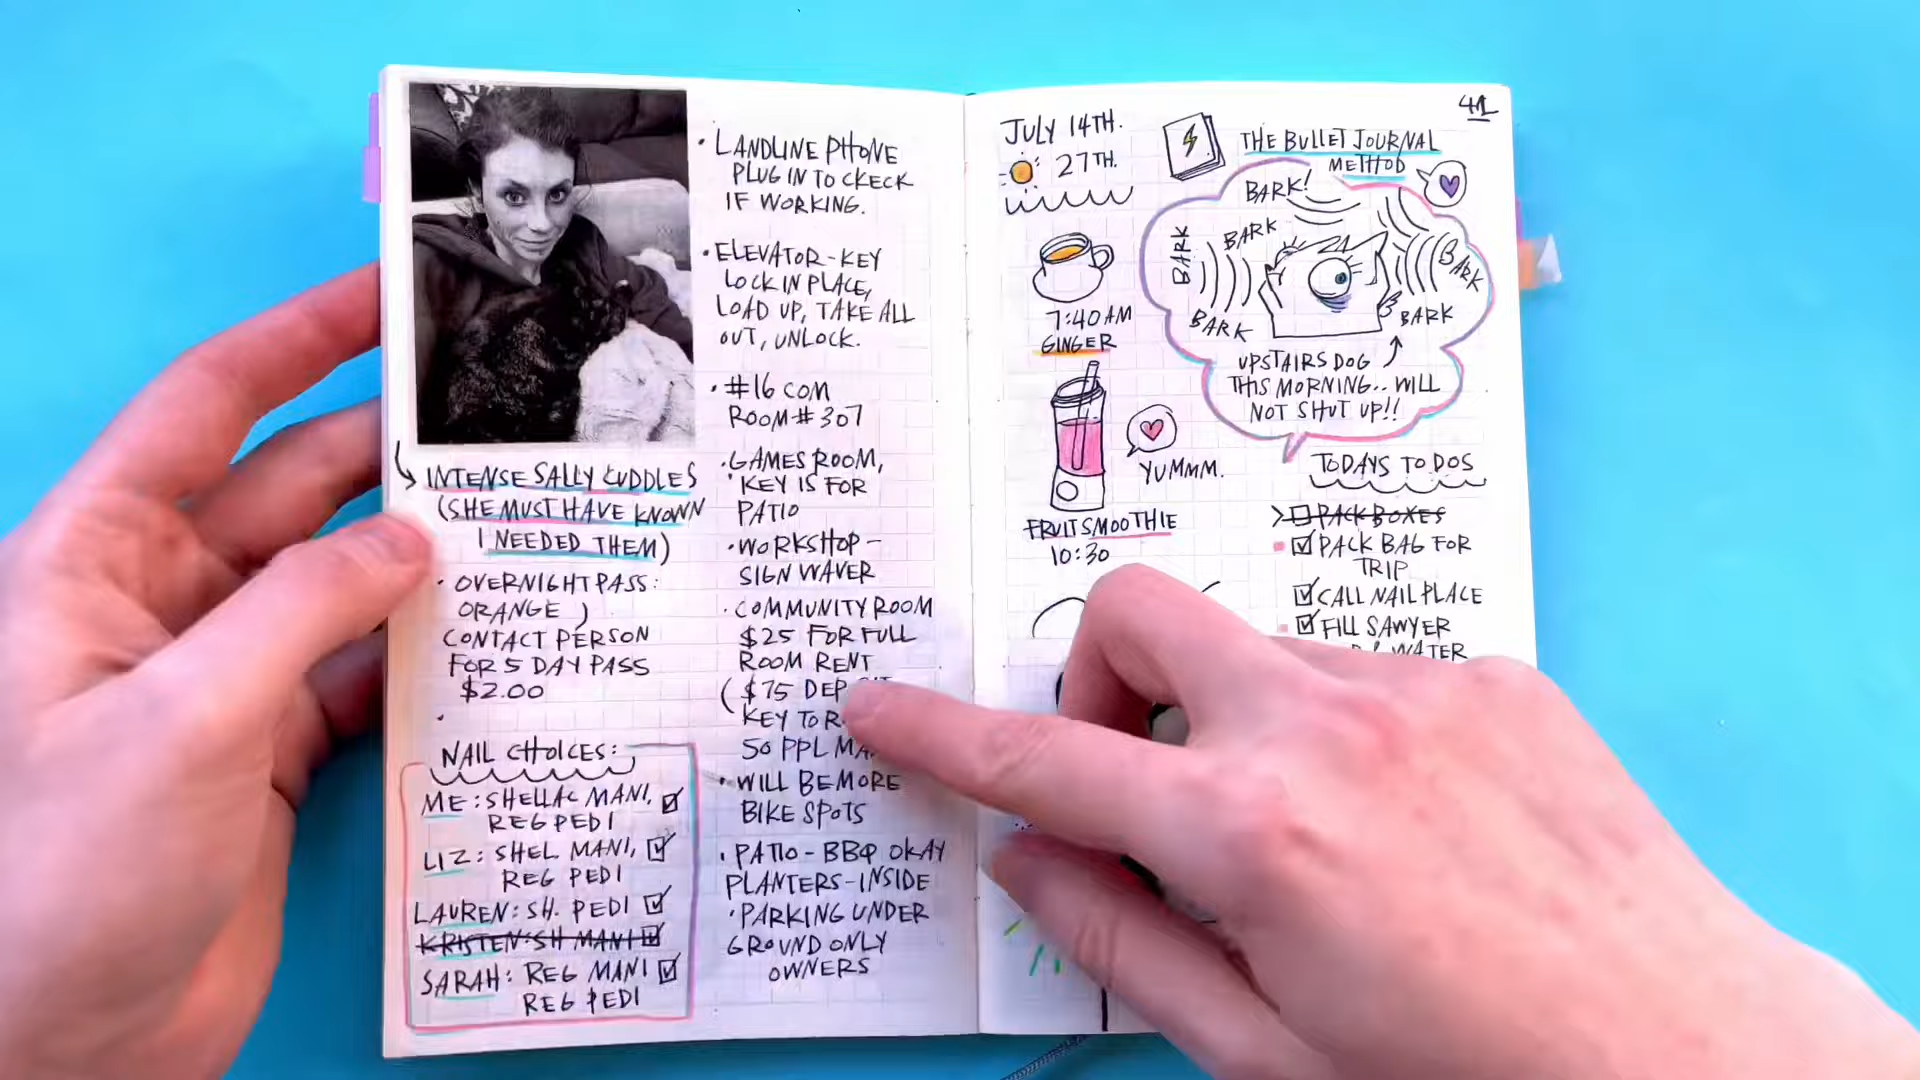 INTENSE SALLY CUDDLES
(SHE MUST HAVE KNOWN
I NEEDED THEM)
• OVERNIGHT PASS:
ORANGE )
CONTACT PERSON
FOR 5 DAY PASS
$2.00
•
NAIL CHOICES:
ME: SHELLAC MANI,
REG PEDI
LIZ: SHEL MANI,
REG PEDI
LAUREN: SH. PEDI
KRISTEN: SH MANI
SARAH: REG MANI
REG PEDI
• LANDLINE PHONE
PLUG IN TO CKECK
IF WORKING.
• ELEVATOR-KEY
LOCK IN PLACE,
LOAD UP, TAKE ALL
OUT, UNLOCK.
• #16 COM
ROOM #307
• GAMES ROOM,
KEY IS FOR
PATIO
• WORKSHOP-
SIGN WAVER
• COMMUNITY ROOM
$25 FOR FULL
ROOM RENT
($75
KEY TO
50 PPL
• WILL BE MORE
BIKE SPOTS
• PATIO-BBQ OKAY
PLANTERS-INSIDE
• PARKING UNDER
GROUND ONLY
OWNERS
41
JULY 14TH.
27TH.
THE BULLET JOURNAL
METHOD
7:40AM
GINGER
YUMMM.
FRUIT SMOOTHIE
10:30
BARK!
BARK
BARK
BARK
BARK
BARK
UPSTAIRS DOG
THIS MORNING.. WILL
NOT SHUT UP!!
TODAYS TO DOS
> PACK BOXES
PACK BAG FOR
TRIP
CALL NAIL PLACE
FILL SAWYER
WATER